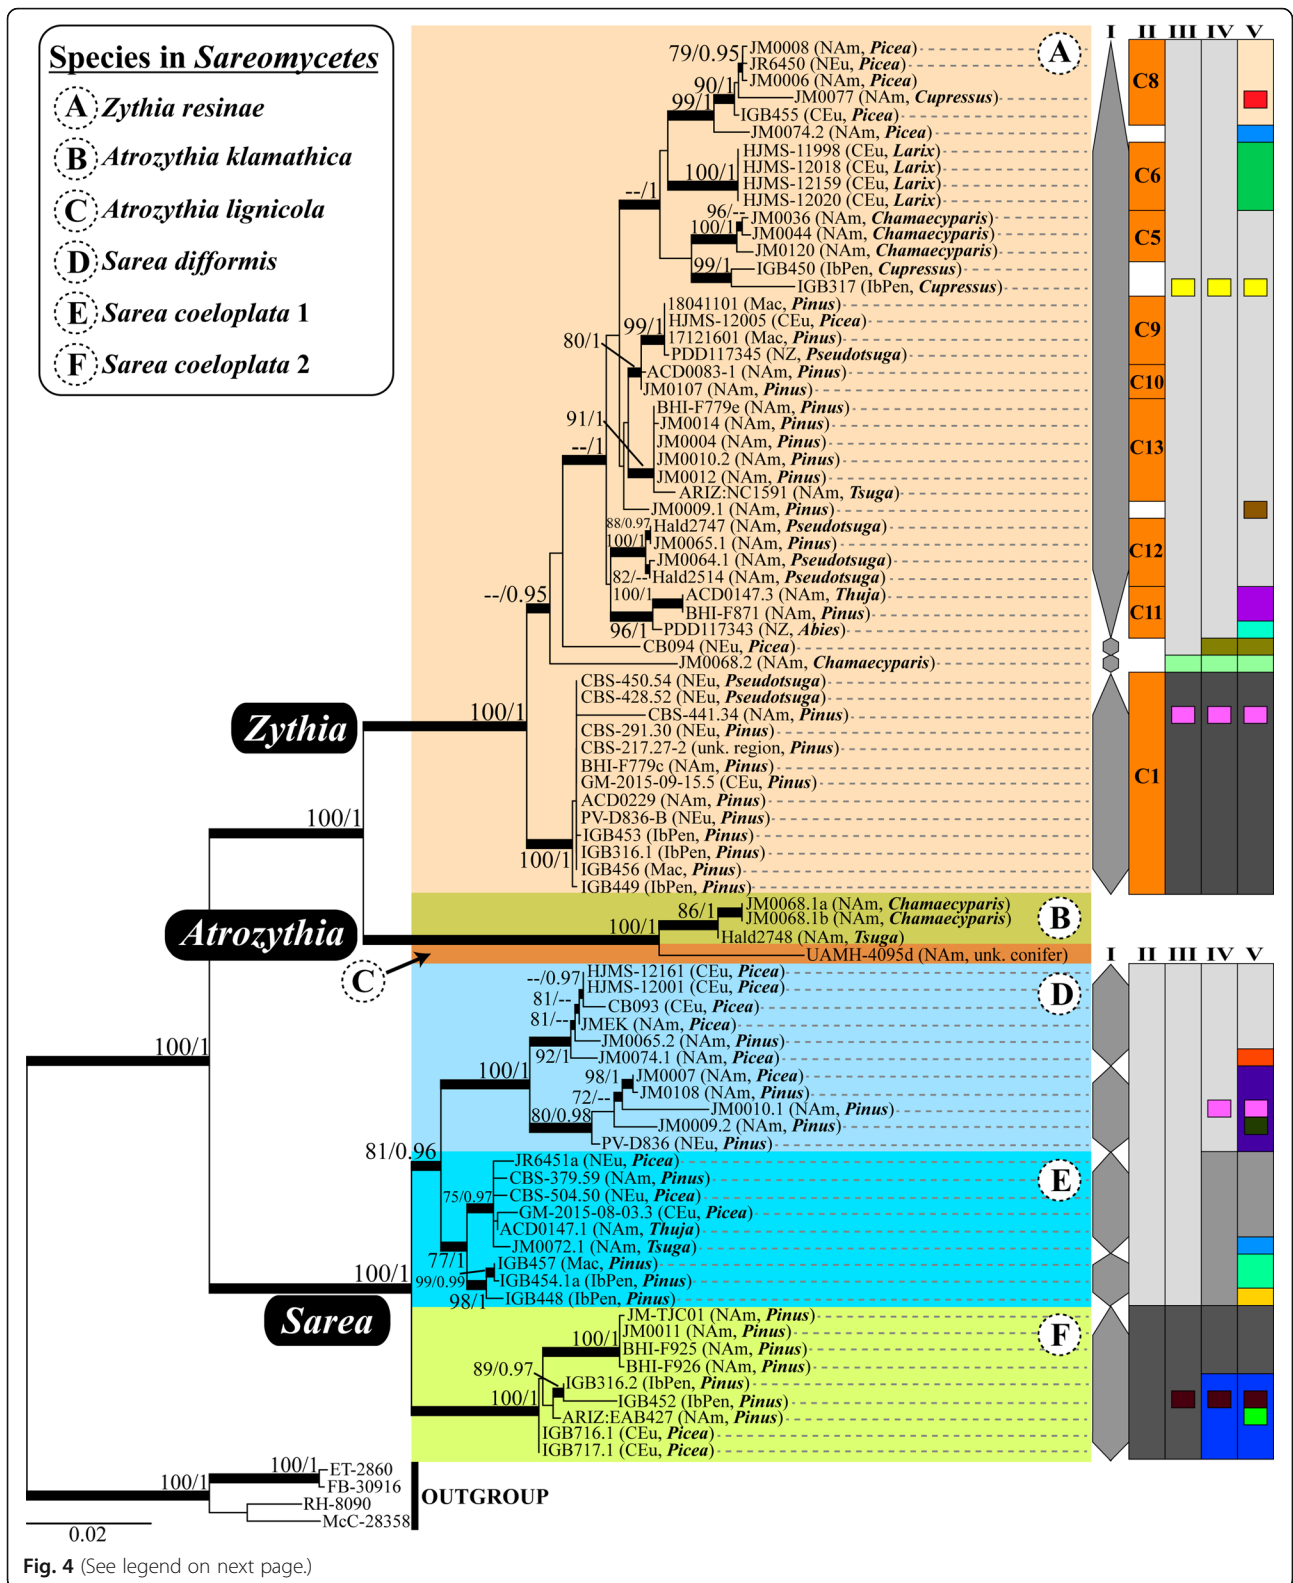 Species in Sareomycetes
A Zythia resinae
B Atrozythia klamathica
C Atrozythia lignicola
D Sarea difformis
E Sarea coeloplata 1
F Sarea coeloplata 2
I II III IV V
A
JM0008 (NAm, Picea)
JR6450 (NEu, Picea)
JM0006 (NAm, Picea)
JM0077 (NAm, Cupressus)
IGB455 (CEu, Picea)
JM0074.2 (NAm, Picea)
HJMS-11998 (CEu, Larix)
HJMS-12018 (CEu, Larix)
HJMS-12159 (CEu, Larix)
HJMS-12020 (CEu, Larix)
JM0036 (NAm, Chamaecyparis)
JM0044 (NAm, Chamaecyparis)
JM0120 (NAm, Chamaecyparis)
IGB450 (IbPen, Cupressus)
IGB317 (IbPen, Cupressus)
18041101 (Mac, Pinus)
HJMS-12005 (CEu, Picea)
17121601 (Mac, Pinus)
PDD117345 (NZ, Pseudotsuga)
ACD0083-1 (NAm, Pinus)
JM0107 (NAm, Pinus)
BHI-F779e (NAm, Pinus)
JM0014 (NAm, Pinus)
JM0004 (NAm, Pinus)
JM0010.2 (NAm, Pinus)
JM0012 (NAm, Pinus)
ARIZ:NC1591 (NAm, Tsuga)
JM0009.1 (NAm, Pinus)
Hald2747 (NAm, Pseudotsuga)
JM0065.1 (NAm, Pinus)
JM0064.1 (NAm, Pseudotsuga)
Hald2514 (NAm, Pseudotsuga)
ACD0147.3 (NAm, Thuja)
BHI-F871 (NAm, Pinus)
PDD117343 (NZ, Abies)
CB094 (NEu, Picea)
JM0068.2 (NAm, Chamaecyparis)
CBS-450.54 (NEu, Pseudotsuga)
CBS-428.52 (NEu, Pseudotsuga)
CBS-441.34 (NAm, Pinus)
CBS-291.30 (NEu, Pinus)
CBS-217.27-2 (unk. region, Pinus)
BHI-F779c (NAm, Pinus)
GM-2015-09-15.5 (CEu, Pinus)
ACD0229 (NAm, Pinus)
PV-D836-B (NEu, Pinus)
IGB453 (IbPen, Pinus)
IGB316.1 (IbPen, Pinus)
IGB456 (Mac, Pinus)
IGB449 (IbPen, Pinus)
79/0.95
90/1
99/1
100/1
--/1
96/--
100/1
99/1
99/1
80/1
91/1
--/1
88/0.97
100/1
82/--
100/1
96/1
--/0.95
100/1
100/1
100/1
C8
C6
C5
C9
C10
C13
C12
C11
C1
Zythia
Atrozythia
B
JM0068.1a (NAm, Chamaecyparis)
JM0068.1b (NAm, Chamaecyparis)
Hald2748 (NAm, Tsuga)
86/1
100/1
C
UAMH-4095d (NAm, unk. conifer)
I II III IV V
D
HJMS-12161 (CEu, Picea)
HJMS-12001 (CEu, Picea)
CB093 (CEu, Picea)
JMEK (NAm, Picea)
JM0065.2 (NAm, Pinus)
JM0074.1 (NAm, Picea)
JM0007 (NAm, Picea)
JM0108 (NAm, Pinus)
JM0010.1 (NAm, Pinus)
JM0009.2 (NAm, Pinus)
PV-D836 (NEu, Pinus)
--/0.97
81/--
81/--
92/1
100/1
98/1
72/--
80/0.98
100/1
81/0.96
E
JR6451a (NEu, Picea)
CBS-379.59 (NAm, Pinus)
CBS-504.50 (NEu, Picea)
GM-2015-08-03.3 (CEu, Picea)
ACD0147.1 (NAm, Thuja)
JM0072.1 (NAm, Tsuga)
IGB457 (Mac, Pinus)
IGB454.1a (IbPen, Pinus)
IGB448 (IbPen, Pinus)
75/0.97
77/1
99/0.99
98/1
100/1
Sarea
F
JM-TJC01 (NAm, Pinus)
JM0011 (NAm, Pinus)
BHI-F925 (NAm, Pinus)
BHI-F926 (NAm, Pinus)
IGB316.2 (IbPen, Pinus)
IGB452 (IbPen, Pinus)
ARIZ:EAB427 (NAm, Pinus)
IGB716.1 (CEu, Picea)
IGB717.1 (CEu, Picea)
100/1
89/0.97
100/1
100/1
100/1
ET-2860
FB-30916
RH-8090
McC-28358
OUTGROUP
0.02
Fig. 4 (See legend on next page.)